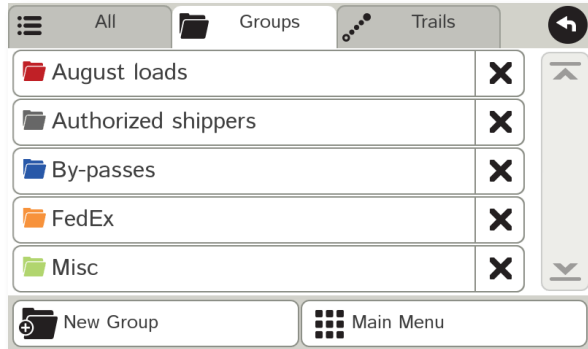 All Groups Trails
August loads
Authorized shippers
By-passes
FedEx
Misc
New Group Main Menu